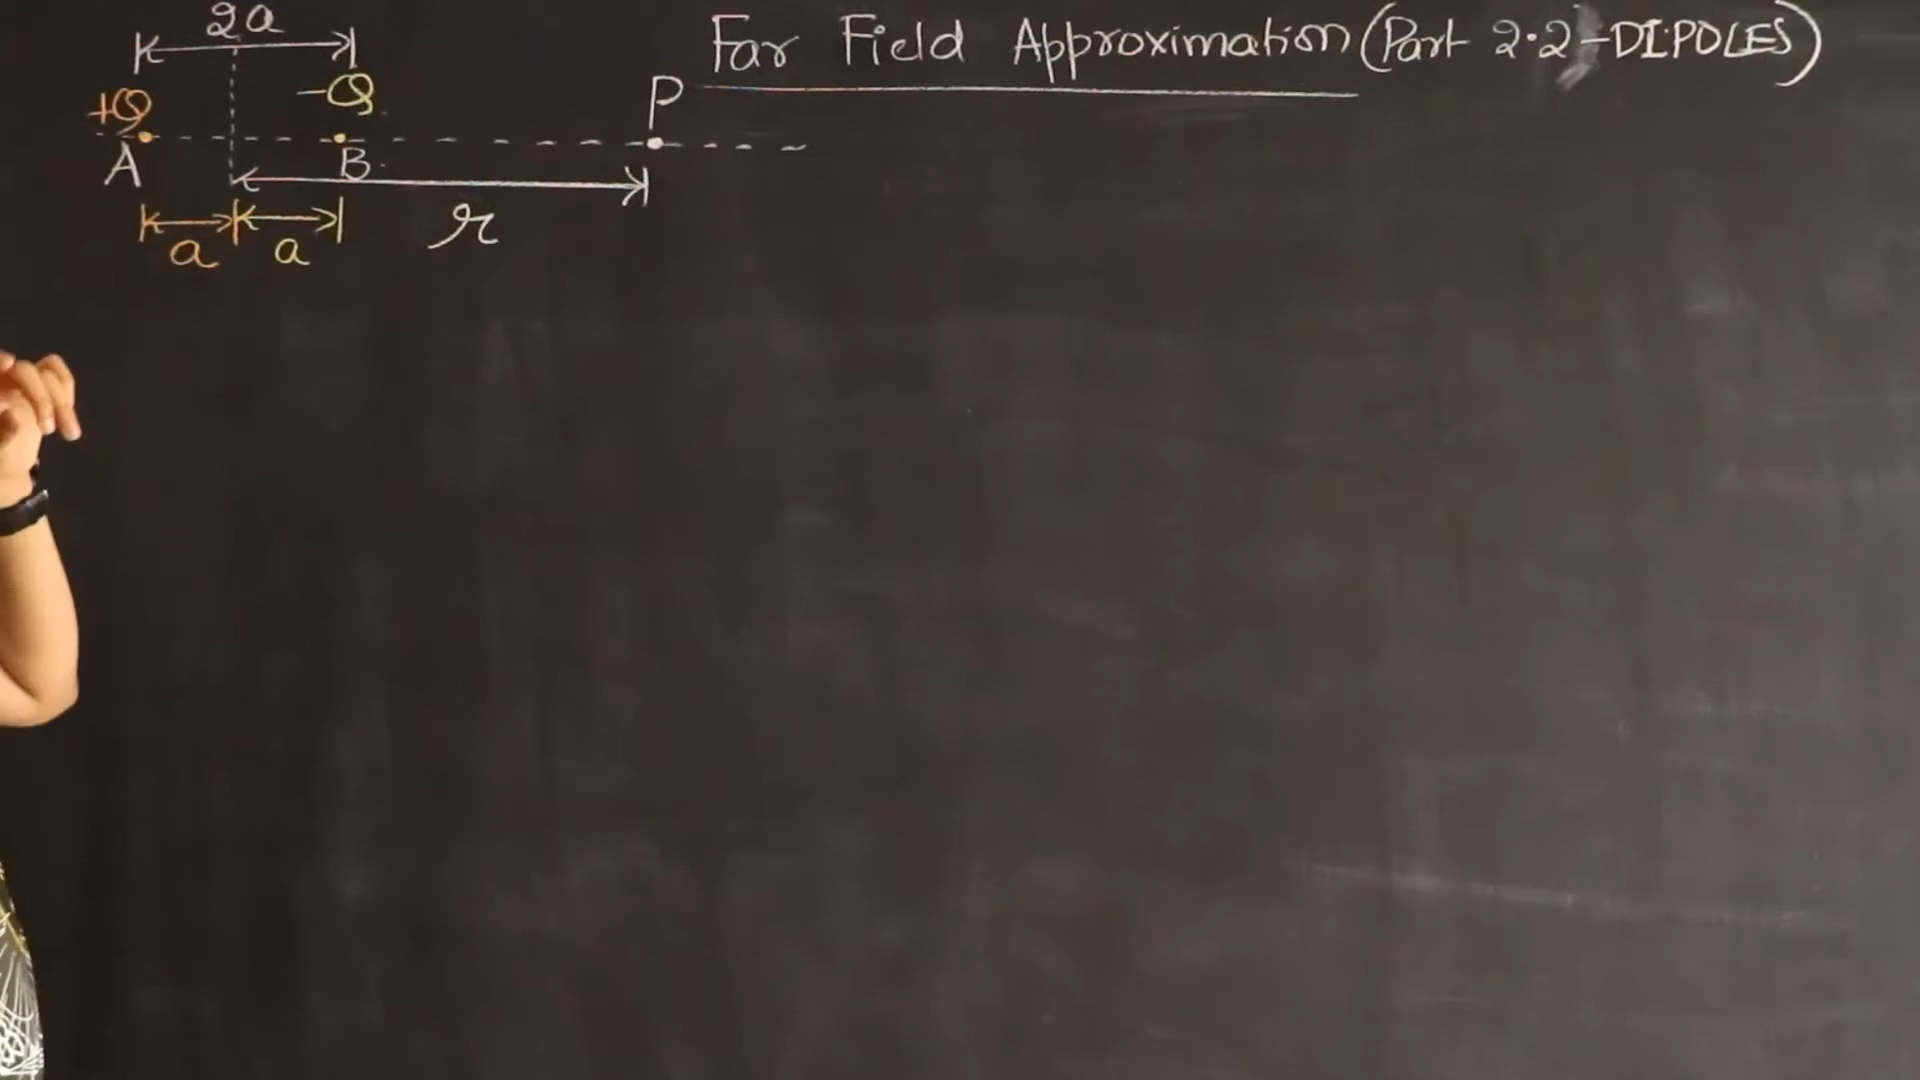 Far Field Approximation (Part 2.2 - DIPOLES)
2a
+Q -Q P
A B
a a r